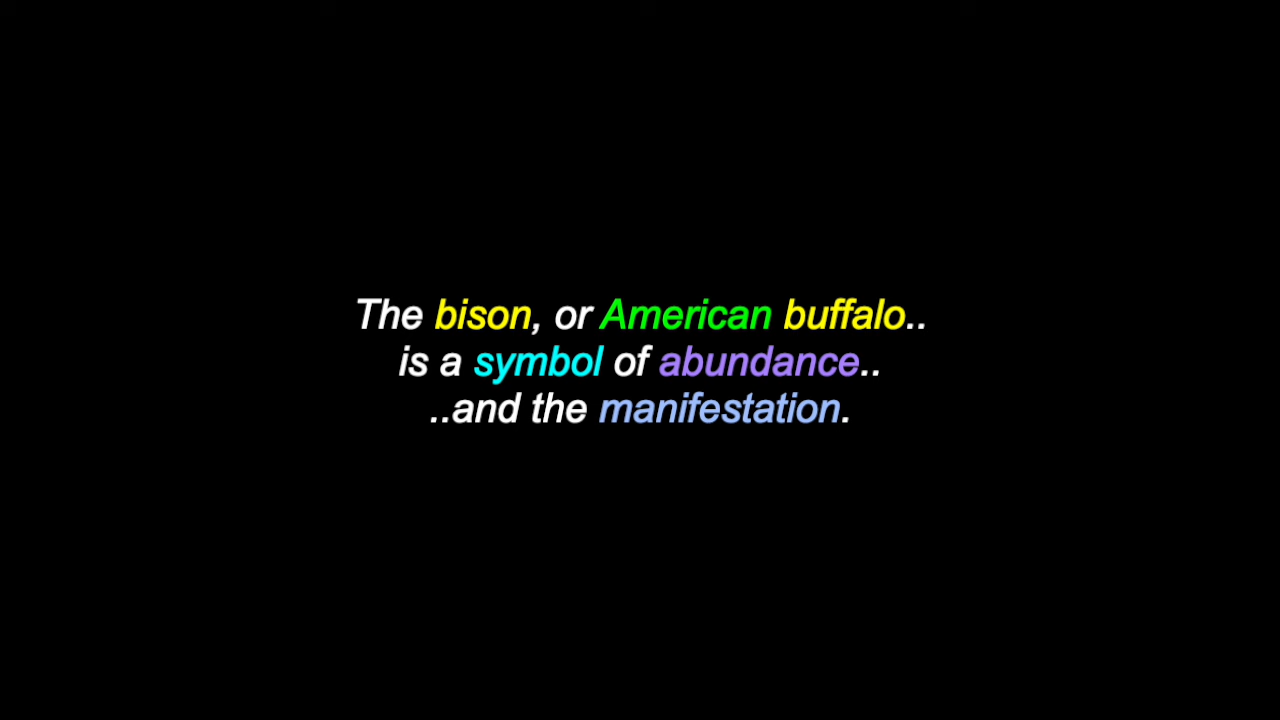 The bison, or American buffalo..
is a symbol of abundance..
..and the manifestation.